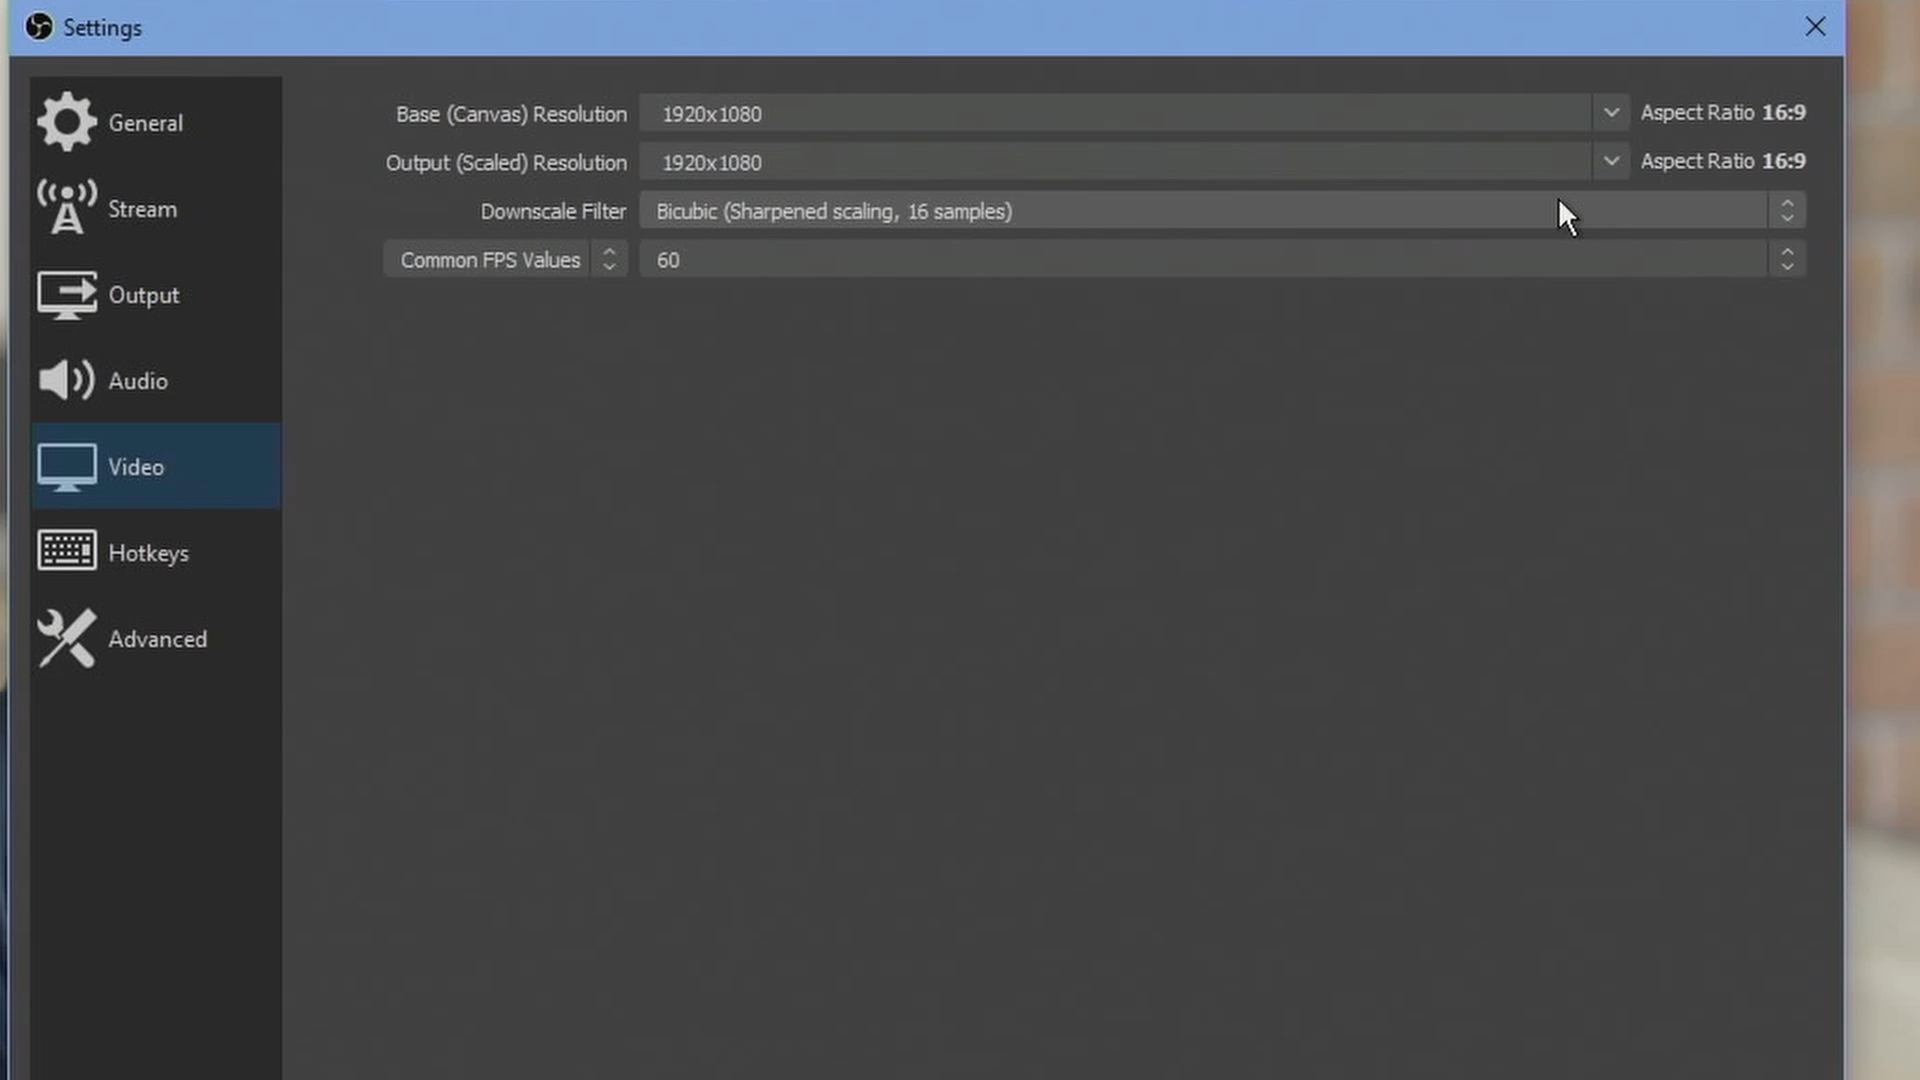 Settings
General
Stream
Output
Audio
Video
Hotkeys
Advanced
Base (Canvas) Resolution 1920x1080 Aspect Ratio 16:9
Output (Scaled) Resolution 1920x1080 Aspect Ratio 16:9
Downscale Filter Bicubic (Sharpened scaling, 16 samples)
Common FPS Values 60